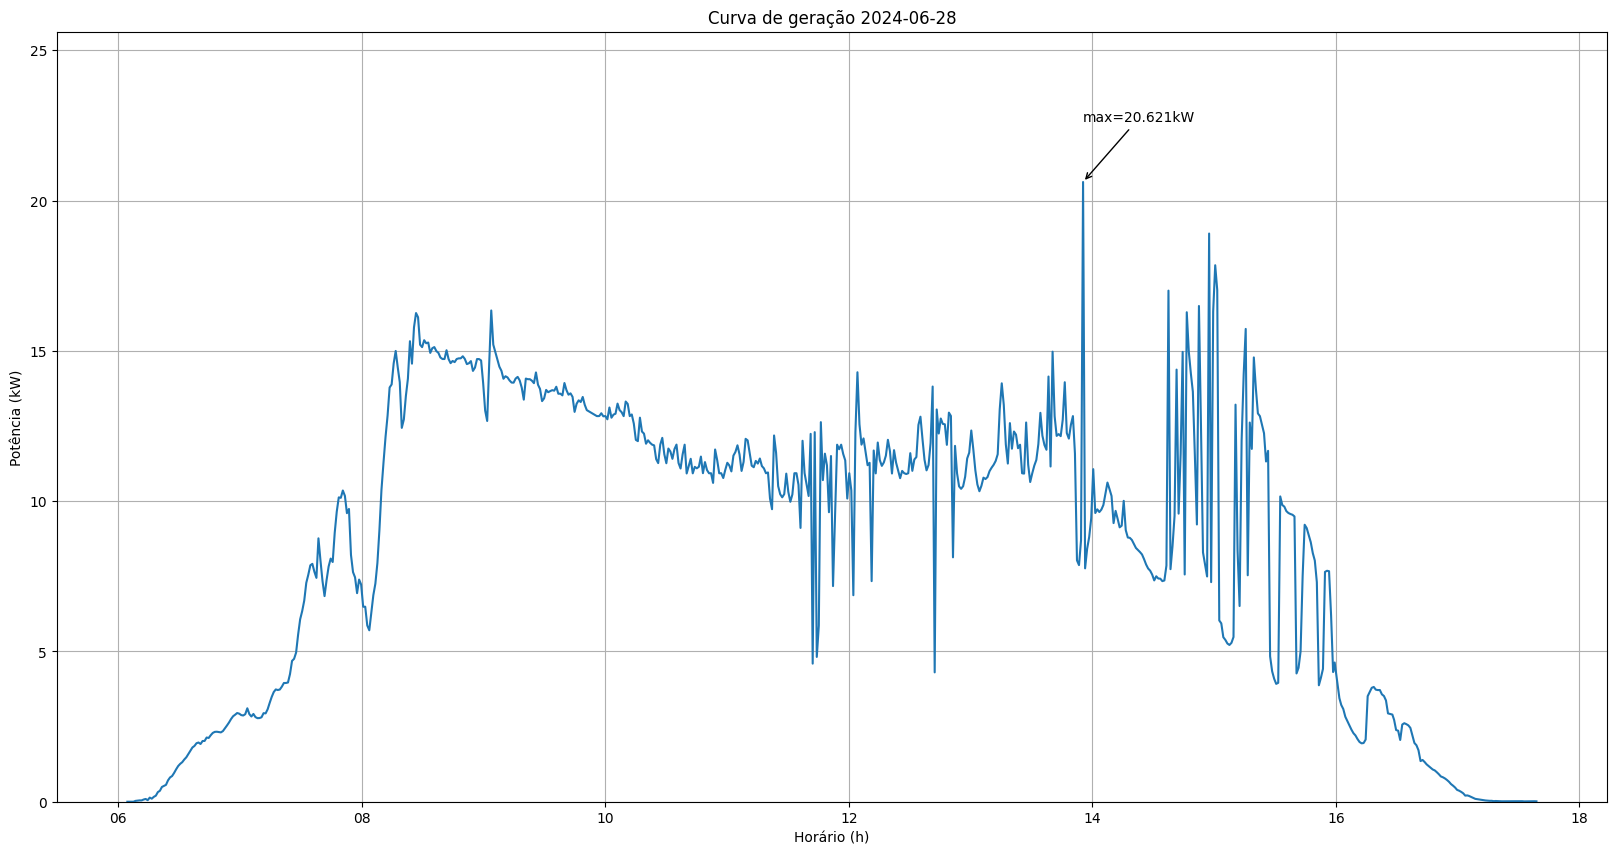 Curva de geração 2024-06-28
25
max=20.621kW
20
15
Potência (kW)
10
5
0
06 08 10 12 14 16 18
Horário (h)